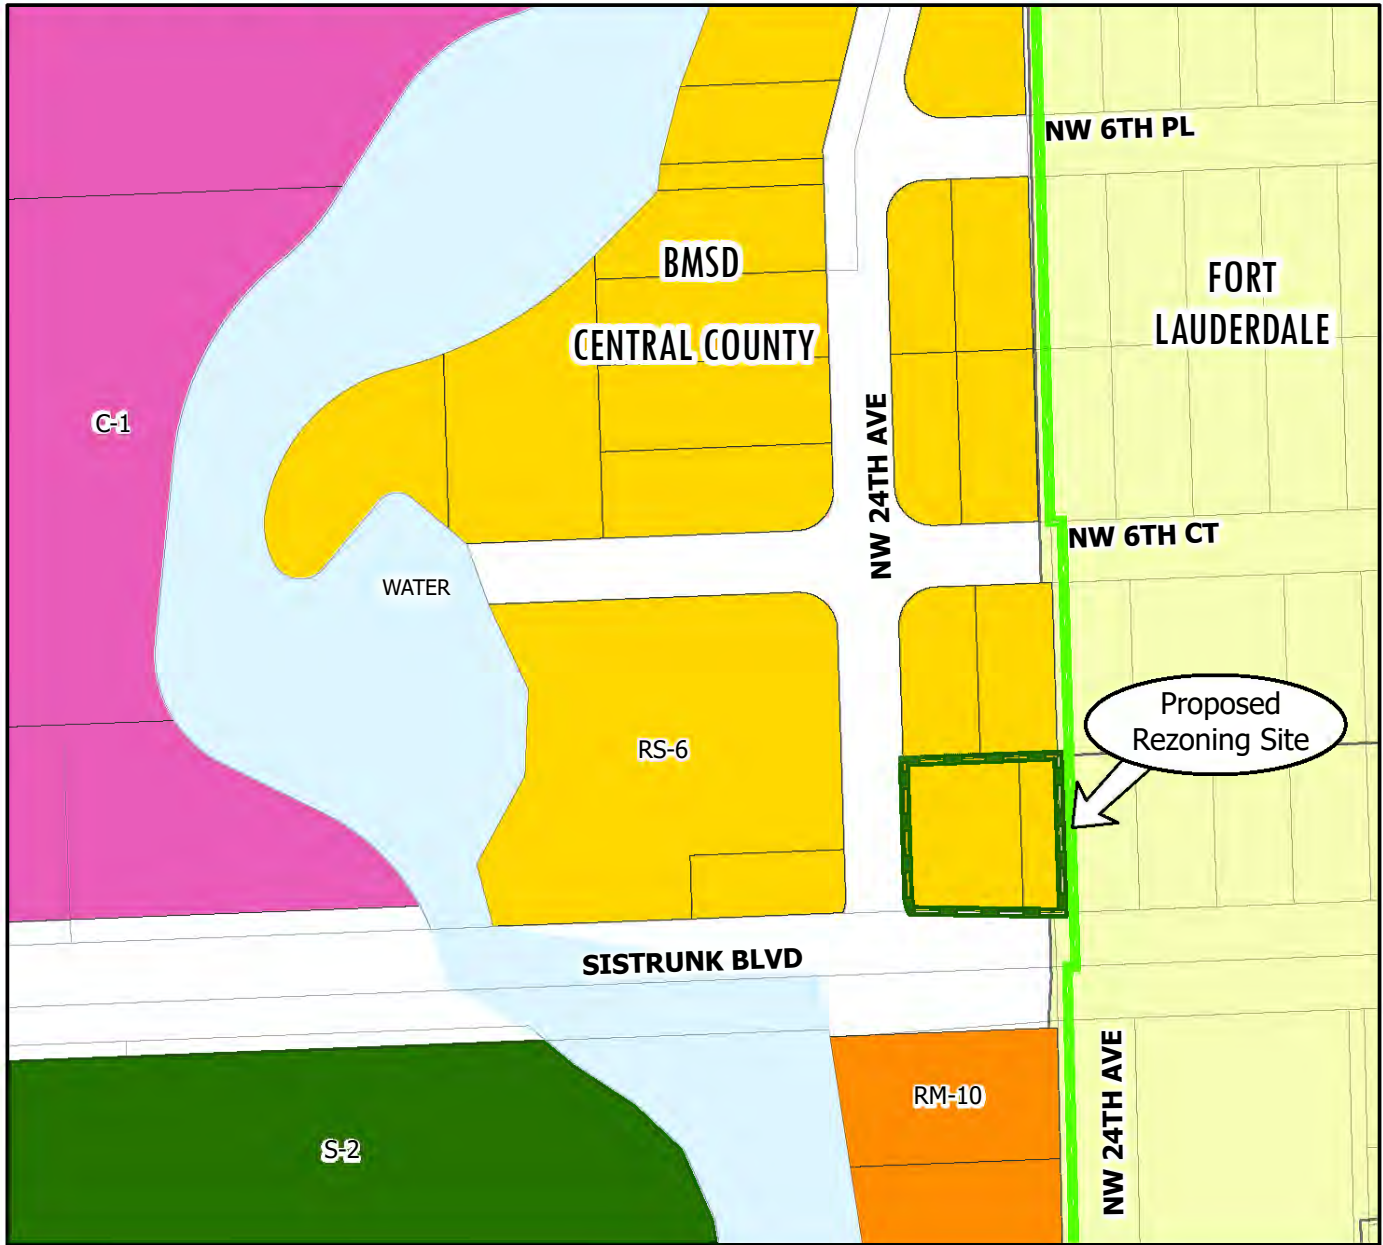 NW 6TH PL
BMSD
CENTRAL COUNTY
FORT
LAUDERDALE
C-1
NW 24TH AVE
NW 6TH CT
WATER
Proposed
Rezoning Site
RS-6
SISTRUNK BLVD
RM-10
NW 24TH AVE
S-2